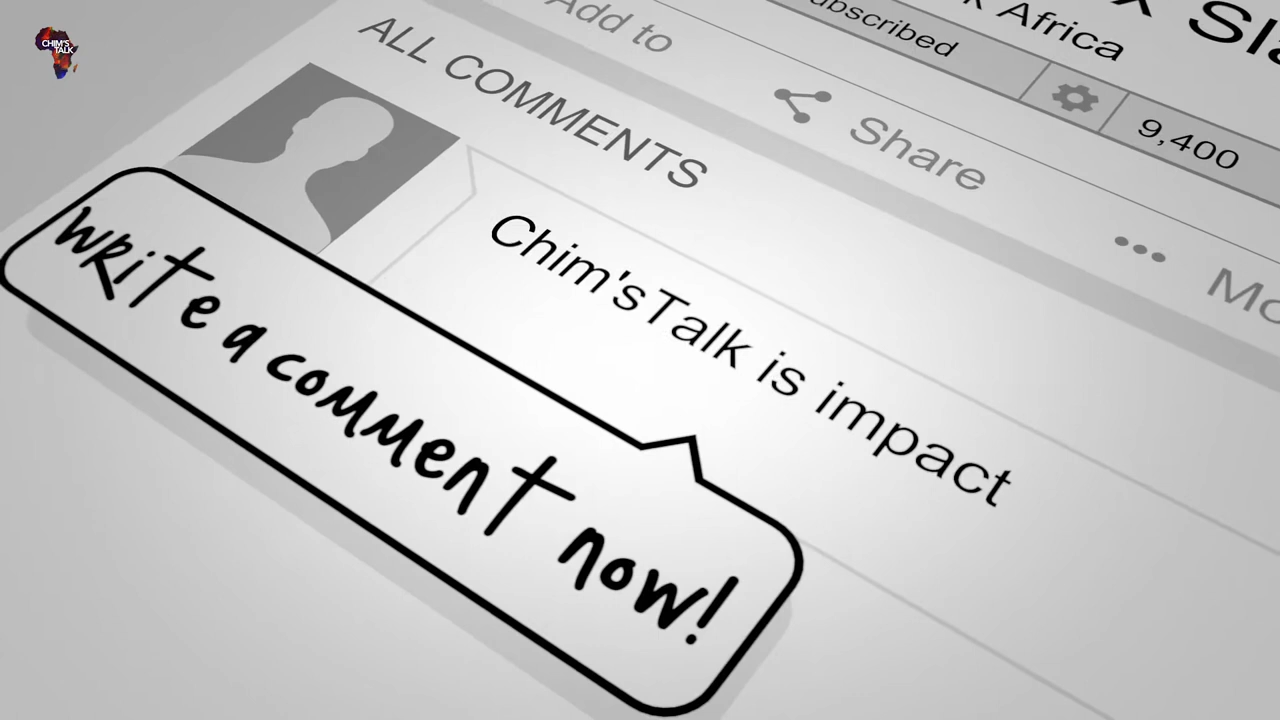 CHIM'S
TALK
Africa
ubscribed
9,400
Add to
Share
ALL COMMENTS
Chim'sTalk is impact
WRite a comment now!